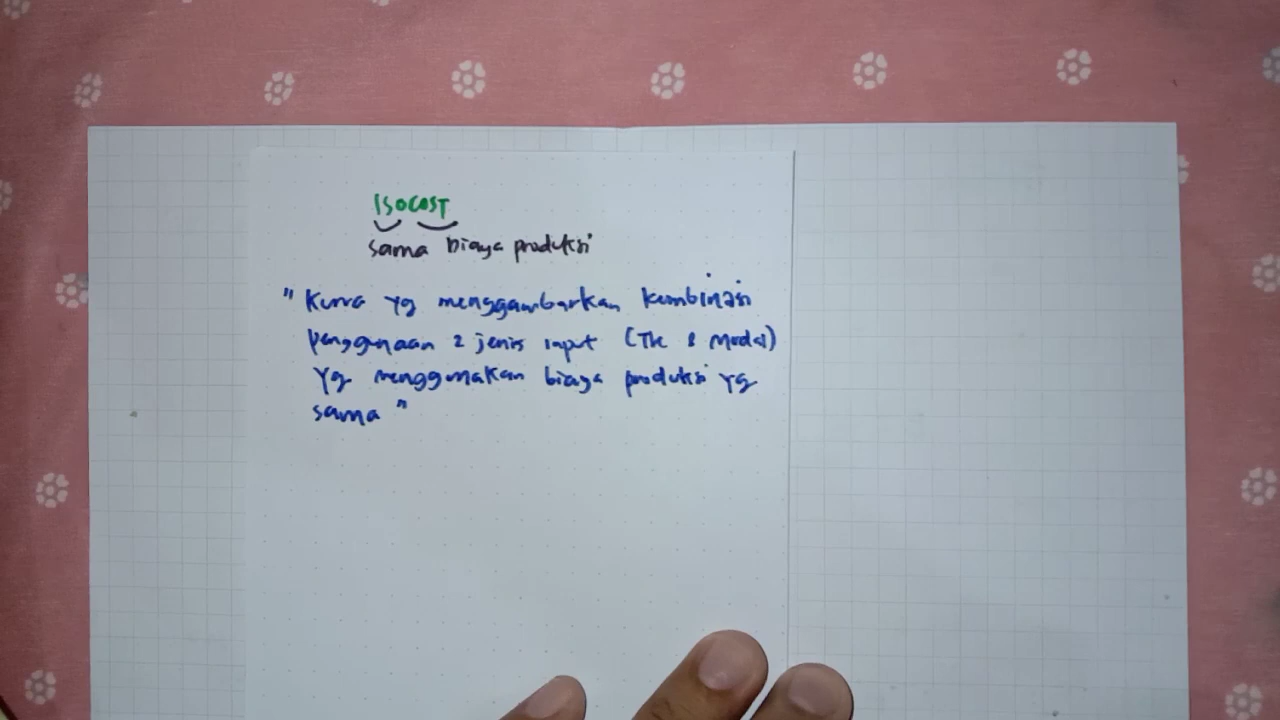 ISOCOST
sama biaya produksi
" Kurva yg menggambarkan kombinasi
penggunaan 2 jenis input (TK & Modal)
Yg menggunakan biaya produksi yg
sama "